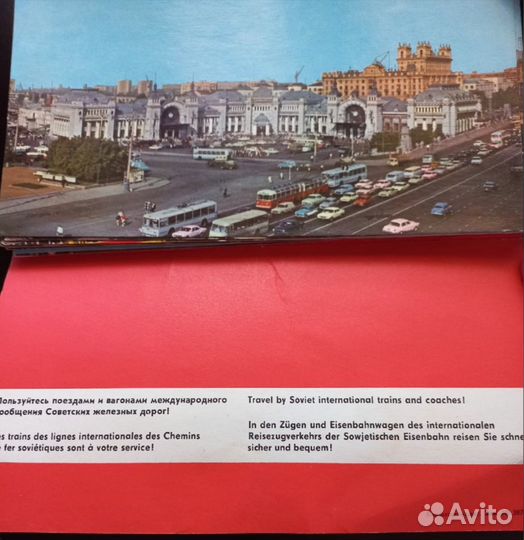 Пользуйтесь поездами и вагонами международного
сообщения Советских железных дорог!
es trains des lignes internationales des Chemins
e fer soviétiques sont à votre service!
Travel by Soviet international trains and coaches!
In den Zügen und Eisenbahnwagen des internationalen
Reisezugverkehrs der Sowjetischen Eisenbahn reisen Sie schne
sicher und bequem!
Avito